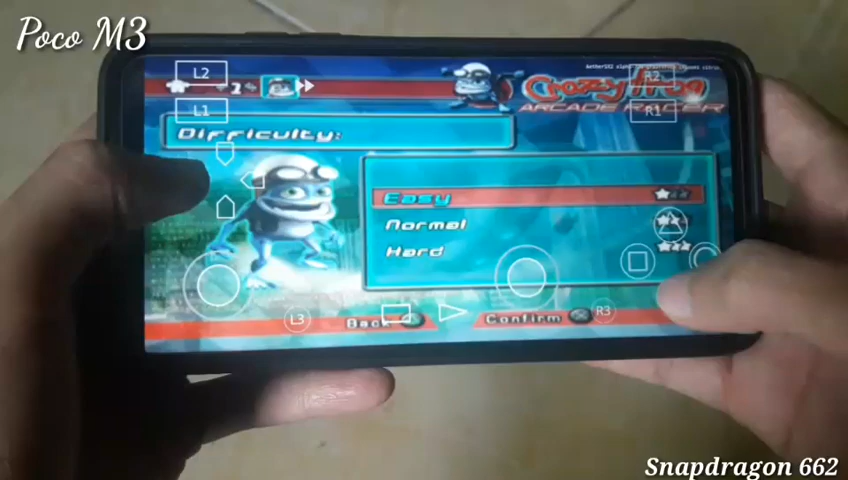 Poco M3
L2
R2
2
Crazy frog
L1
R1
ARCADE RACER
Difficulty:
Easy
Normal
Hard
L3
Back
Confirm
R3
Snapdragon 662